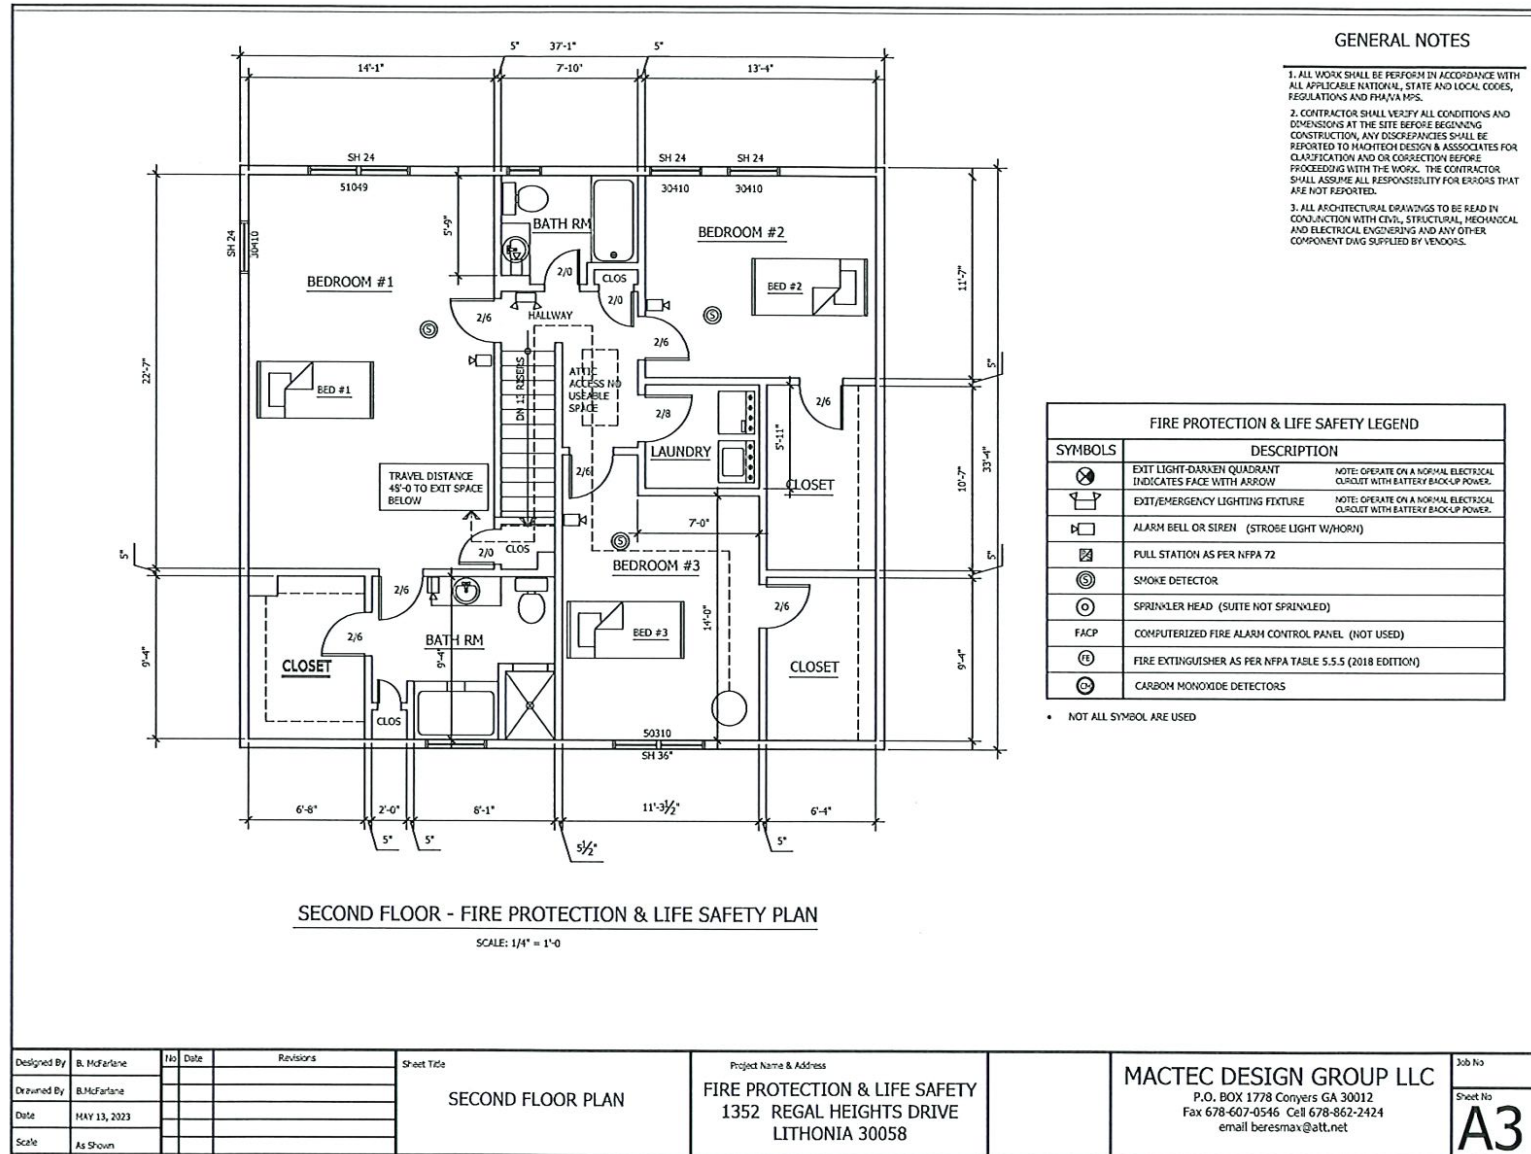 GENERAL NOTES
1. ALL WORK SHALL BE PERFORM IN ACCORDANCE WITH
ALL APPLICABLE NATIONAL, STATE AND LOCAL CODES,
REGULATIONS AND FHA/VA MPS.
2. CONTRACTOR SHALL VERIFY ALL CONDITIONS AND
DIMENSIONS AT THE SITE BEFORE BEGINNING
CONSTRUCTION, ANY DISCREPANCIES SHALL BE
REPORTED TO MACHTECH DESIGN & ASSSOCIATES FOR
CLARIFICATION AND OR CORRECTION BEFORE
PROCEEDING WITH THE WORK. THE CONTRACTOR
SHALL ASSUME ALL RESPONSIBILITY FOR ERRORS THAT
ARE NOT REPORTED.
3. ALL ARCHITECTURAL DRAWINGS TO BE READ IN
CONJUNCTION WITH CIVIL, STRUCTURAL, MECHANICAL
AND ELECTRICAL ENGINERING AND ANY OTHER
COMPONENT DWG SUPPLIED BY VENDORS.
5" 37'-1" 5"
14'-1" 7'-10' 13'-4"
SH 24 SH 24 SH 24
51049 30410 30410
SH 24
30410
5'-9"
BATH RM
BEDROOM #2
BEDROOM #1
2/0 CLOS
BED #2
11'-7"
2/0
2/6 HALLWAY
S S
2/6
22'-7"
DN 13 RISERS
ATTIC
ACCESS NO
USEABLE
SPACE
5"
BED #1
2/6
2/8
5'-11"
LAUNDRY
33'-4"
2/6
TRAVEL DISTANCE
48'-0 TO EXIT SPACE
BELOW
CLOSET
10'-7"
7'-0"
S
2/0 CLOS
5"
5"
BEDROOM #3
2/6
2/6
14'-0"
2/6
BED #3
BATH RM
9'-4"
9'-4"
9'-4"
CLOSET
CLOSET
CLOS
50310
SH 36"
6'-8" 2'-0" 8'-1" 11'-3½" 6'-4"
5" 5" 5½" 5"
SECOND FLOOR - FIRE PROTECTION & LIFE SAFETY PLAN
SCALE: 1/4" = 1'-0
FIRE PROTECTION & LIFE SAFETY LEGEND
SYMBOLS DESCRIPTION
EXIT LIGHT-DARKEN QUADRANT
INDICATES FACE WITH ARROW
NOTE: OPERATE ON A NORMAL ELECTRICAL
CURCUIT WITH BATTERY BACK-UP POWER.
EXIT/EMERGENCY LIGHTING FIXTURE
NOTE: OPERATE ON A NORMAL ELECTRICAL
CURCUIT WITH BATTERY BACK-UP POWER.
ALARM BELL OR SIREN (STROBE LIGHT W/HORN)
PULL STATION AS PER NFPA 72
S SMOKE DETECTOR
SPRINKLER HEAD (SUITE NOT SPRINKLED)
FACP COMPUTERIZED FIRE ALARM CONTROL PANEL (NOT USED)
FE FIRE EXTINGUISHER AS PER NFPA TABLE 5.5.5 (2018 EDITION)
CM CARBOM MONOXIDE DETECTORS
• NOT ALL SYMBOL ARE USED
Designed By B. McFarlane
Drawned By B.McFarlane
Date MAY 13, 2023
Scale As Shown
No Date Revisions
Sheet Title
SECOND FLOOR PLAN
Project Name & Address
FIRE PROTECTION & LIFE SAFETY
1352 REGAL HEIGHTS DRIVE
LITHONIA 30058
MACTEC DESIGN GROUP LLC
P.O. BOX 1778 Conyers GA 30012
Fax 678-607-0546 Cell 678-862-2424
email beresmax@att.net
Job No
Sheet No
A3